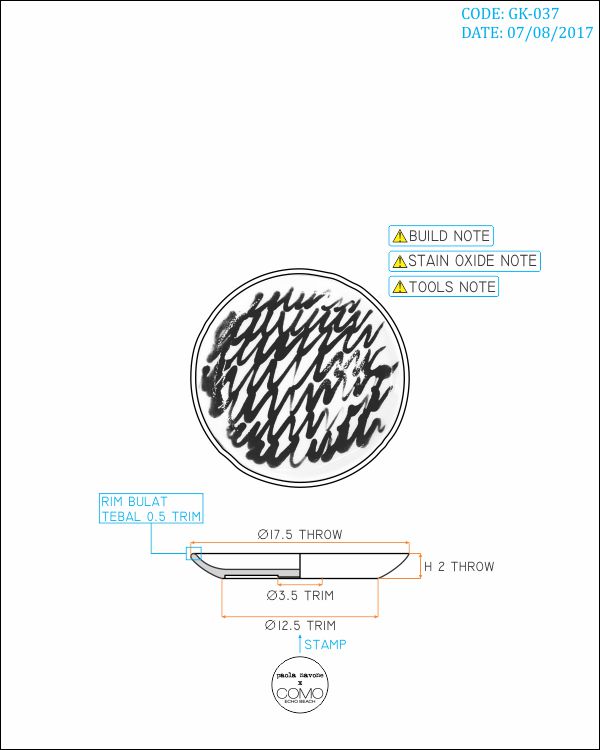 CODE: GK-037
DATE: 07/08/2017
BUILD NOTE
STAIN OXIDE NOTE
TOOLS NOTE
RIM BULAT
TEBAL 0.5 TRIM
Ø17.5 THROW
H 2 THROW
Ø3.5 TRIM
Ø12.5 TRIM
STAMP
paola navone
x
COMO
ECHO BEACH